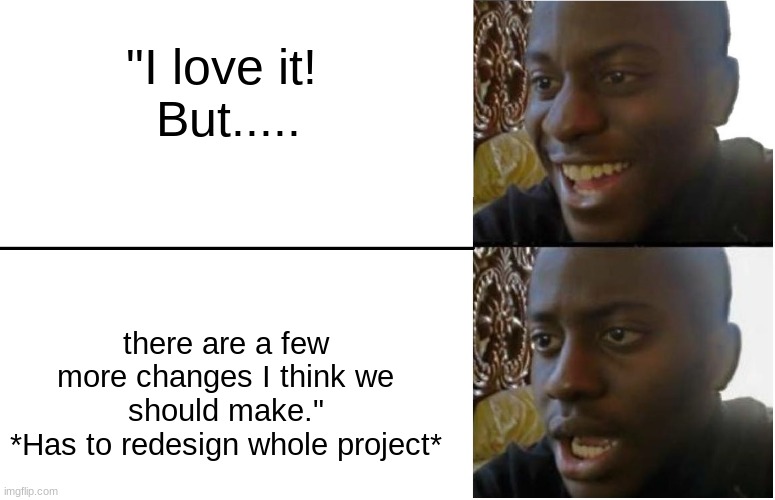 "I love it!
But.....
there are a few
more changes I think we
should make."
*Has to redesign whole project*
imgflip.com